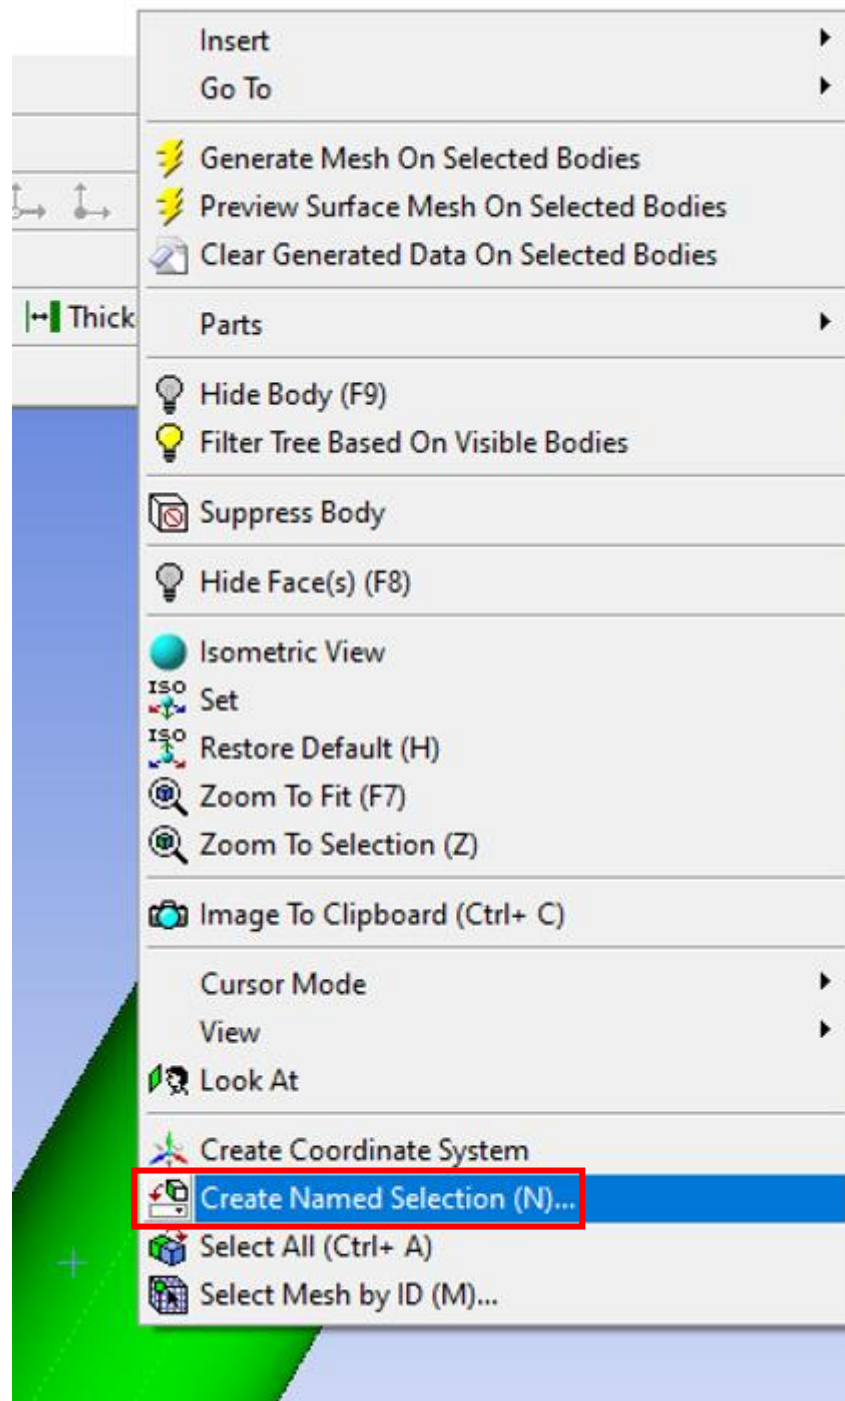 Insert
Go To
Generate Mesh On Selected Bodies
Preview Surface Mesh On Selected Bodies
Clear Generated Data On Selected Bodies
Thick
Parts
Hide Body (F9)
Filter Tree Based On Visible Bodies
Suppress Body
Hide Face(s) (F8)
Isometric View
ISO
Set
ISO
Restore Default (H)
Zoom To Fit (F7)
Zoom To Selection (Z)
Image To Clipboard (Ctrl+ C)
Cursor Mode
View
Look At
Create Coordinate System
Create Named Selection (N)...
Select All (Ctrl+ A)
Select Mesh by ID (M)...